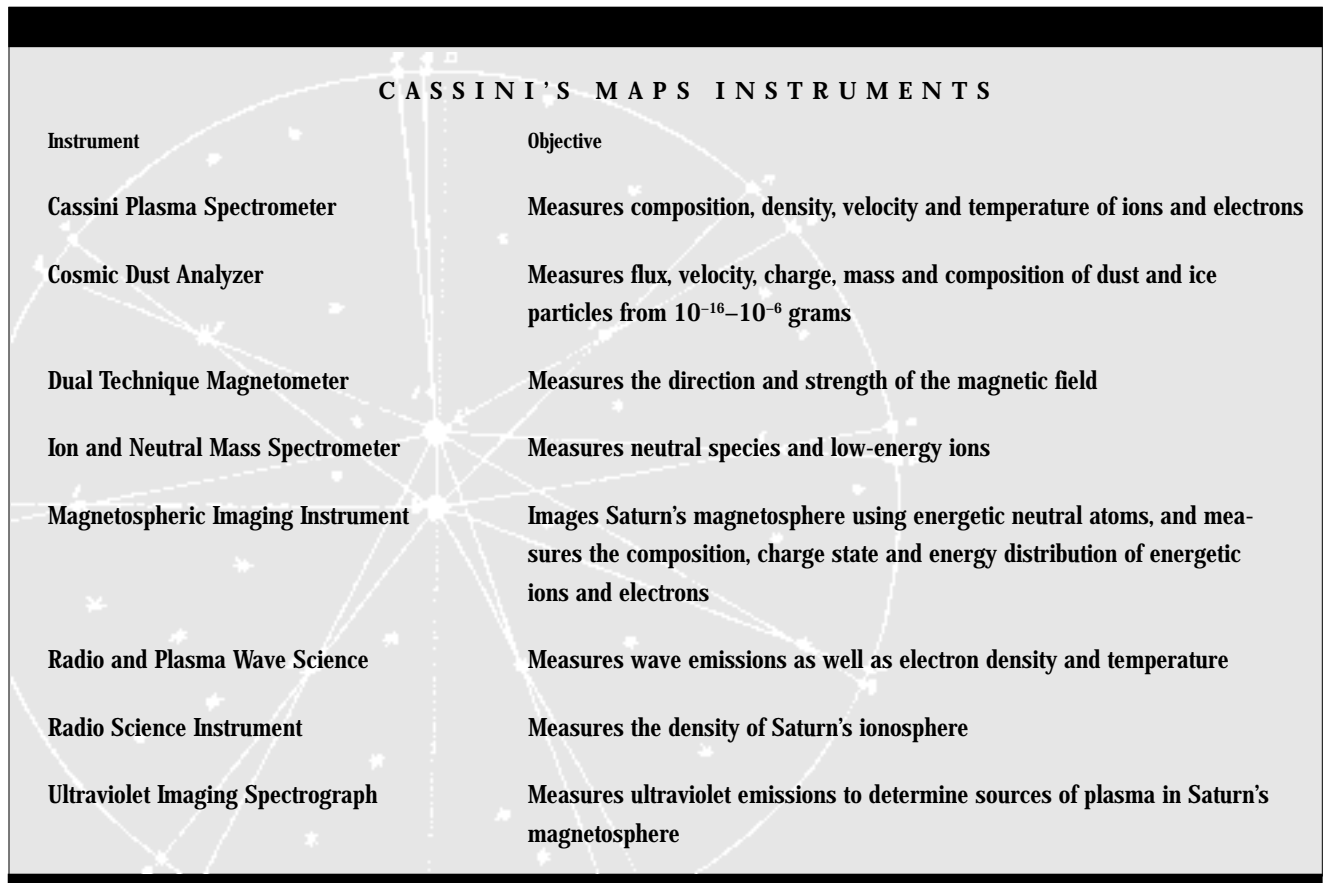 CASSINI'S MAPS INSTRUMENTS
Instrument Objective
Cassini Plasma Spectrometer Measures composition, density, velocity and temperature of ions and electrons
Cosmic Dust Analyzer Measures flux, velocity, charge, mass and composition of dust and ice
particles from 10⁻¹⁶–10⁻⁶ grams
Dual Technique Magnetometer Measures the direction and strength of the magnetic field
Ion and Neutral Mass Spectrometer Measures neutral species and low-energy ions
Magnetospheric Imaging Instrument Images Saturn's magnetosphere using energetic neutral atoms, and mea-
sures the composition, charge state and energy distribution of energetic
ions and electrons
Radio and Plasma Wave Science Measures wave emissions as well as electron density and temperature
Radio Science Instrument Measures the density of Saturn's ionosphere
Ultraviolet Imaging Spectrograph Measures ultraviolet emissions to determine sources of plasma in Saturn's
magnetosphere